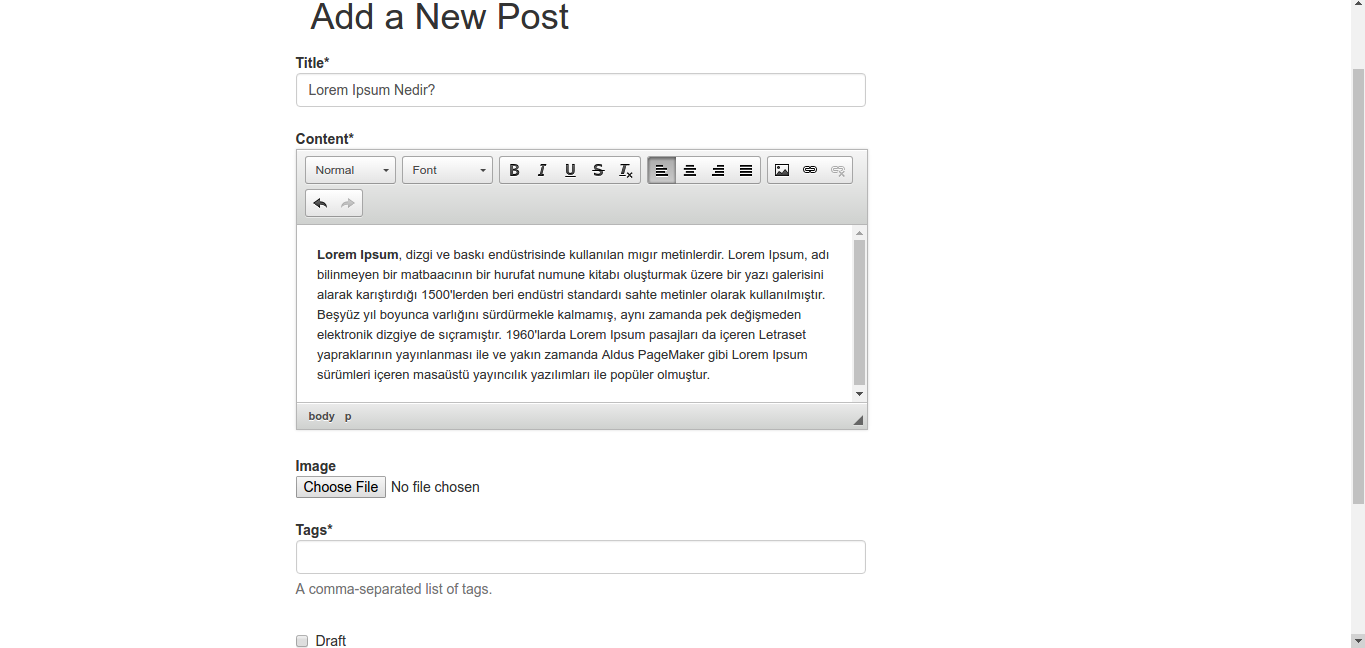 Add a New Post
Title*
Lorem Ipsum Nedir?
Content*
Normal Font B I U S Tx
Lorem Ipsum, dizgi ve baskı endüstrisinde kullanılan mıgır metinlerdir. Lorem Ipsum, adı
bilinmeyen bir matbaacının bir hurufat numune kitabı oluşturmak üzere bir yazı galerisini
alarak karıştırdığı 1500'lerden beri endüstri standardı sahte metinler olarak kullanılmıştır.
Beşyüz yıl boyunca varlığını sürdürmekle kalmamış, aynı zamanda pek değişmeden
elektronik dizgiye de sıçramıştır. 1960'larda Lorem Ipsum pasajları da içeren Letraset
yapraklarının yayınlanması ile ve yakın zamanda Aldus PageMaker gibi Lorem Ipsum
sürümleri içeren masaüstü yayıncılık yazılımları ile popüler olmuştur.
body p
Image
Choose File No file chosen
Tags*
A comma-separated list of tags.
Draft